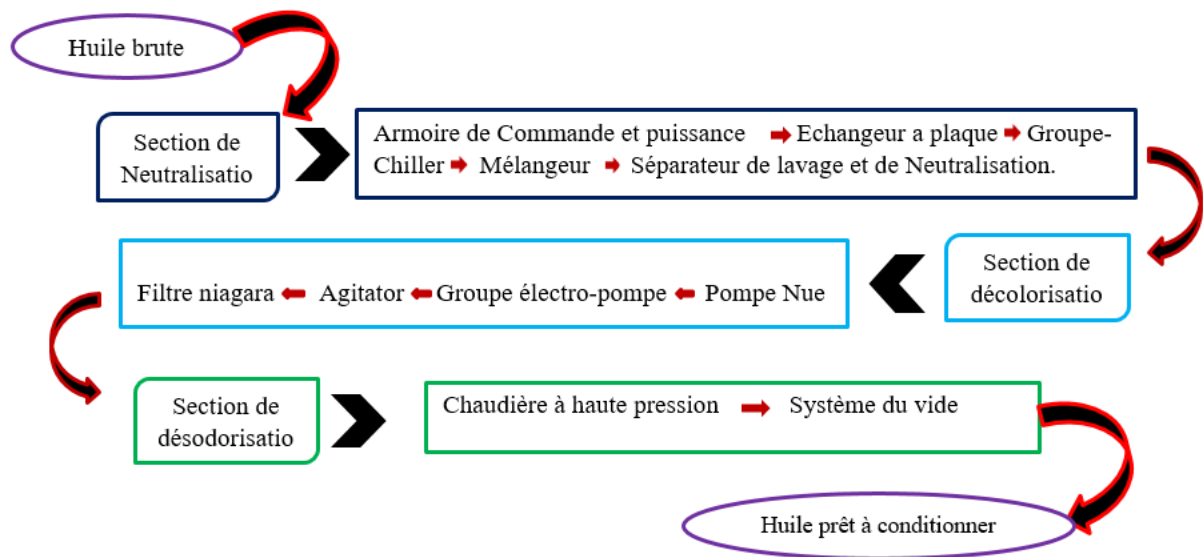 Huile brute
Section de
Neutralisatio
Armoire de Commande et puissance Echangeur a plaque Groupe-
Chiller Mélangeur Séparateur de lavage et de Neutralisation.
Section de
décolorisatio
Filtre niagara Agitator Groupe électro-pompe Pompe Nue
Section de
désodorisatio
Chaudière à haute pression Système du vide
Huile prêt à conditionner